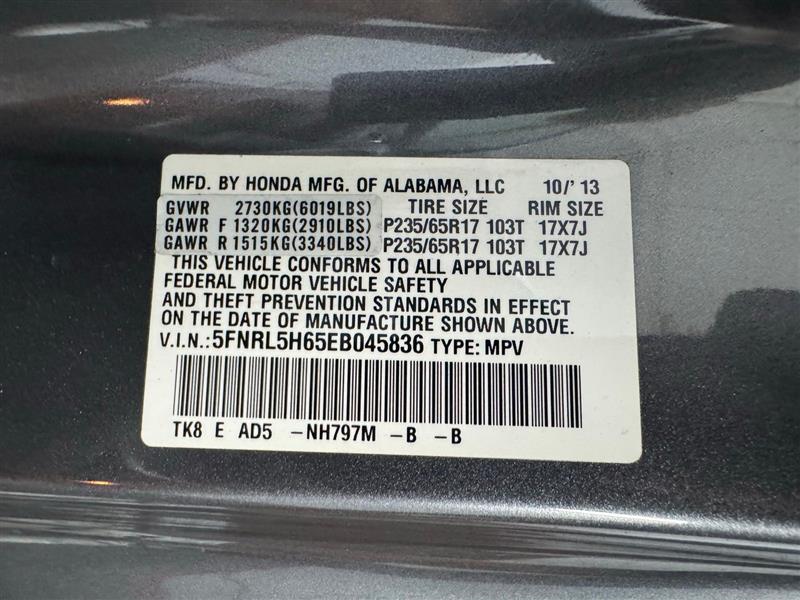 MFD. BY HONDA MFG. OF ALABAMA, LLC 10/'13
GVWR 2730KG(6019LBS) TIRE SIZE RIM SIZE
GAWR F 1320KG(2910LBS) P235/65R17 103T 17X7J
GAWR R 1515KG(3340LBS) P235/65R17 103T 17X7J
THIS VEHICLE CONFORMS TO ALL APPLICABLE
FEDERAL MOTOR VEHICLE SAFETY
AND THEFT PREVENTION STANDARDS IN EFFECT
ON THE DATE OF MANUFACTURE SHOWN ABOVE.
V.I.N.:5FNRL5H65EB045836 TYPE: MPV
TK8 E AD5 -NH797M -B -B